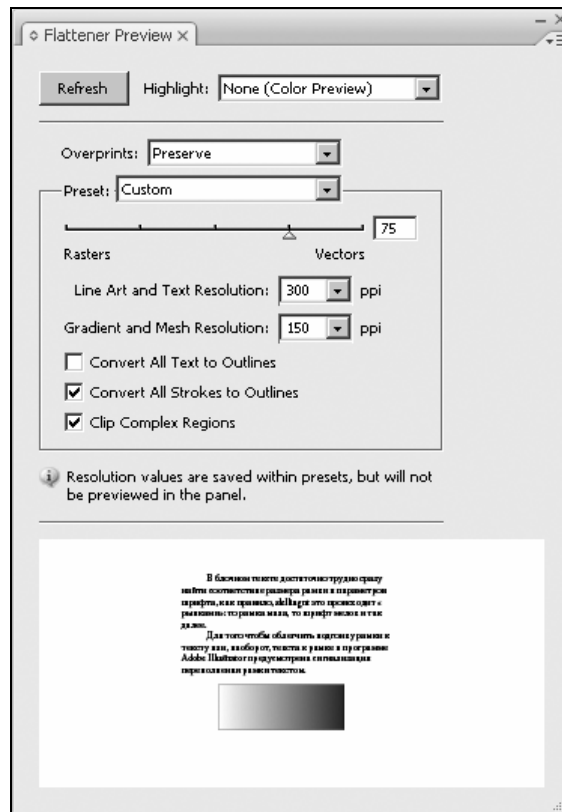 Flattener Preview
Refresh
Highlight: None (Color Preview)
Overprints: Preserve
Preset: Custom
75
Rasters Vectors
Line Art and Text Resolution: 300 ppi
Gradient and Mesh Resolution: 150 ppi
Convert All Text to Outlines
Convert All Strokes to Outlines
Clip Complex Regions
Resolution values are saved within presets, but will not
be previewed in the panel.
В блочном тексте достаточно трудно сразу
найти соответствие размера рамки и параметров
шрифта, как правило, это происходит «
рывками»: то рамка мала, то шрифт мелок и так
далее.
Для того чтобы облегчить подгонку рамки к
тексту или, наоборот, текста к рамке в программе
Adobe Illustrator предусмотрена сигнализация
переполнения рамки текстом.